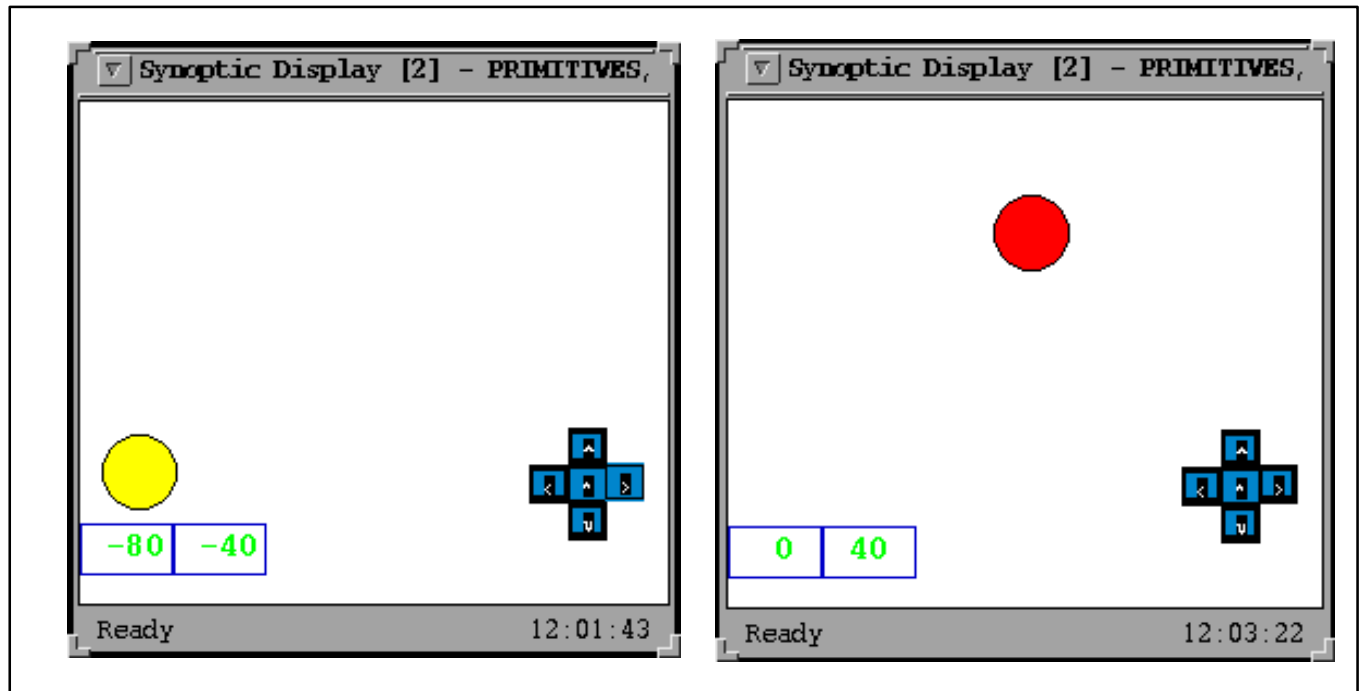 Synoptic Display [2] - PRIMITIVES,
^
< ^ >
v
-80 -40
Ready 12:01:43
Synoptic Display [2] - PRIMITIVES,
^
< ^ >
v
0 40
Ready 12:03:22